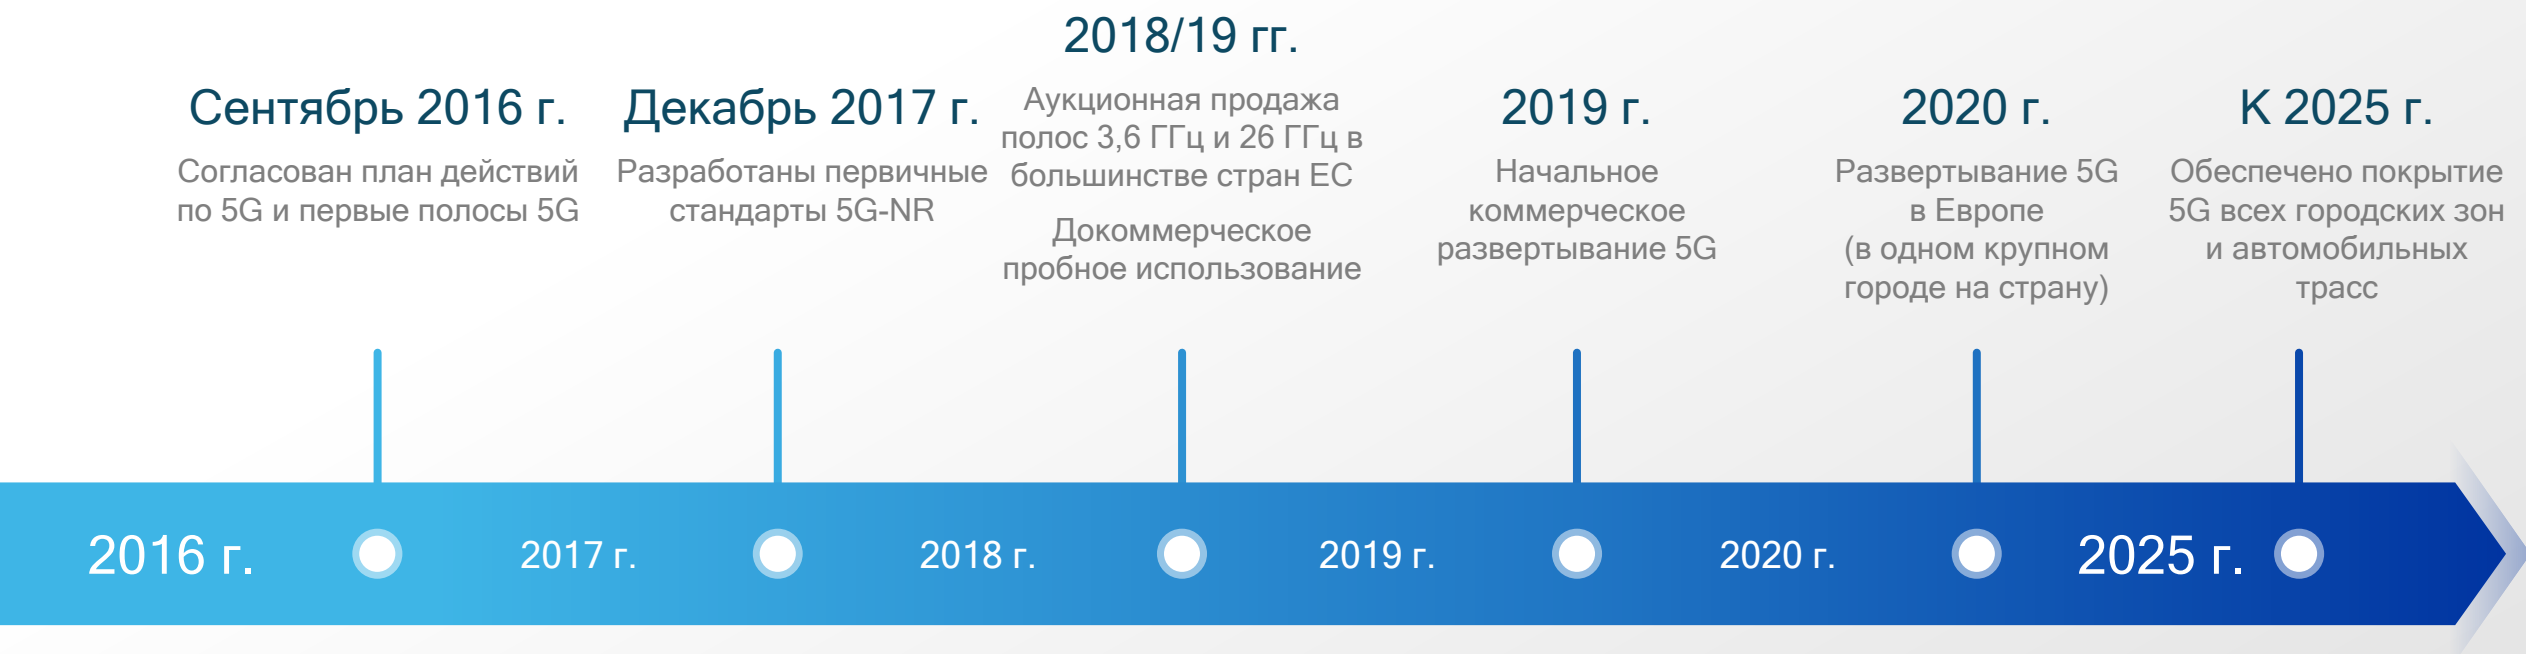 Сентябрь 2016 г.
Согласован план действий
по 5G и первые полосы 5G
Декабрь 2017 г.
Разработаны первичные
стандарты 5G-NR
2018/19 гг.
Аукционная продажа
полос 3,6 ГГц и 26 ГГц в
большинстве стран ЕС
Докоммерческое
пробное использование
2019 г.
Начальное
коммерческое
развертывание 5G
2020 г.
Развертывание 5G
в Европе
(в одном крупном
городе на страну)
К 2025 г.
Обеспечено покрытие
5G всех городских зон
и автомобильных
трасс
2016 г.
2017 г.
2018 г.
2019 г.
2020 г.
2025 г.